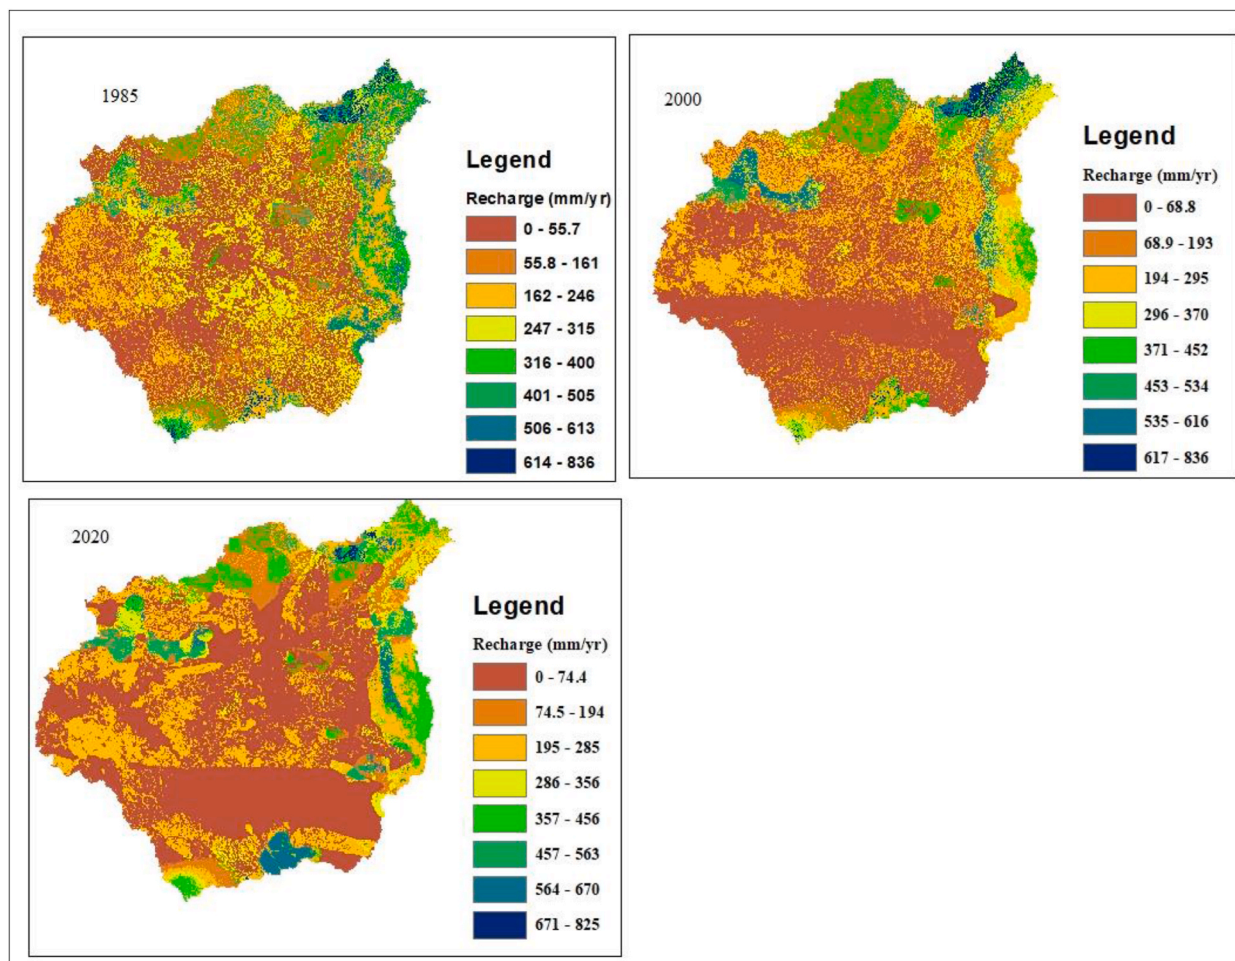 1985
Legend
Recharge (mm/yr)
0 - 55.7
55.8 - 161
162 - 246
247 - 315
316 - 400
401 - 505
506 - 613
614 - 836
2000
Legend
Recharge (mm/yr)
0 - 68.8
68.9 - 193
194 - 295
296 - 370
371 - 452
453 - 534
535 - 616
617 - 836
2020
Legend
Recharge (mm/yr)
0 - 74.4
74.5 - 194
195 - 285
286 - 356
357 - 456
457 - 563
564 - 670
671 - 825